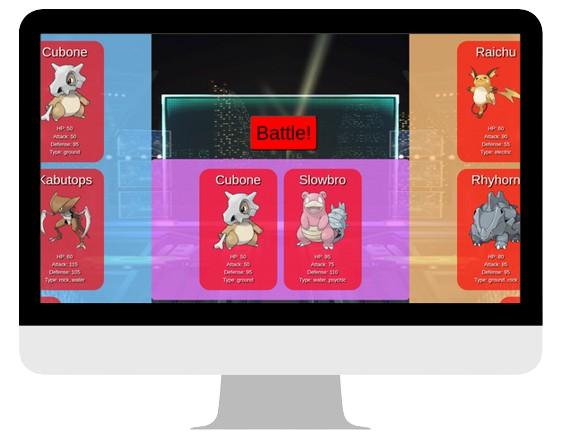 Cubone
HP: 50
Attack: 50
Defense: 95
Type: ground
Kabutops
HP: 60
Attack: 115
Defense: 105
Type: rock, water
Battle!
Cubone
HP: 50
Attack: 50
Defense: 95
Type: ground
Slowbro
HP: 95
Attack: 75
Defense: 110
Type: water, psychic
Raichu
HP: 60
Attack: 90
Defense: 55
Type: electric
Rhyhorn
HP: 80
Attack: 85
Defense: 95
Type: ground, rock